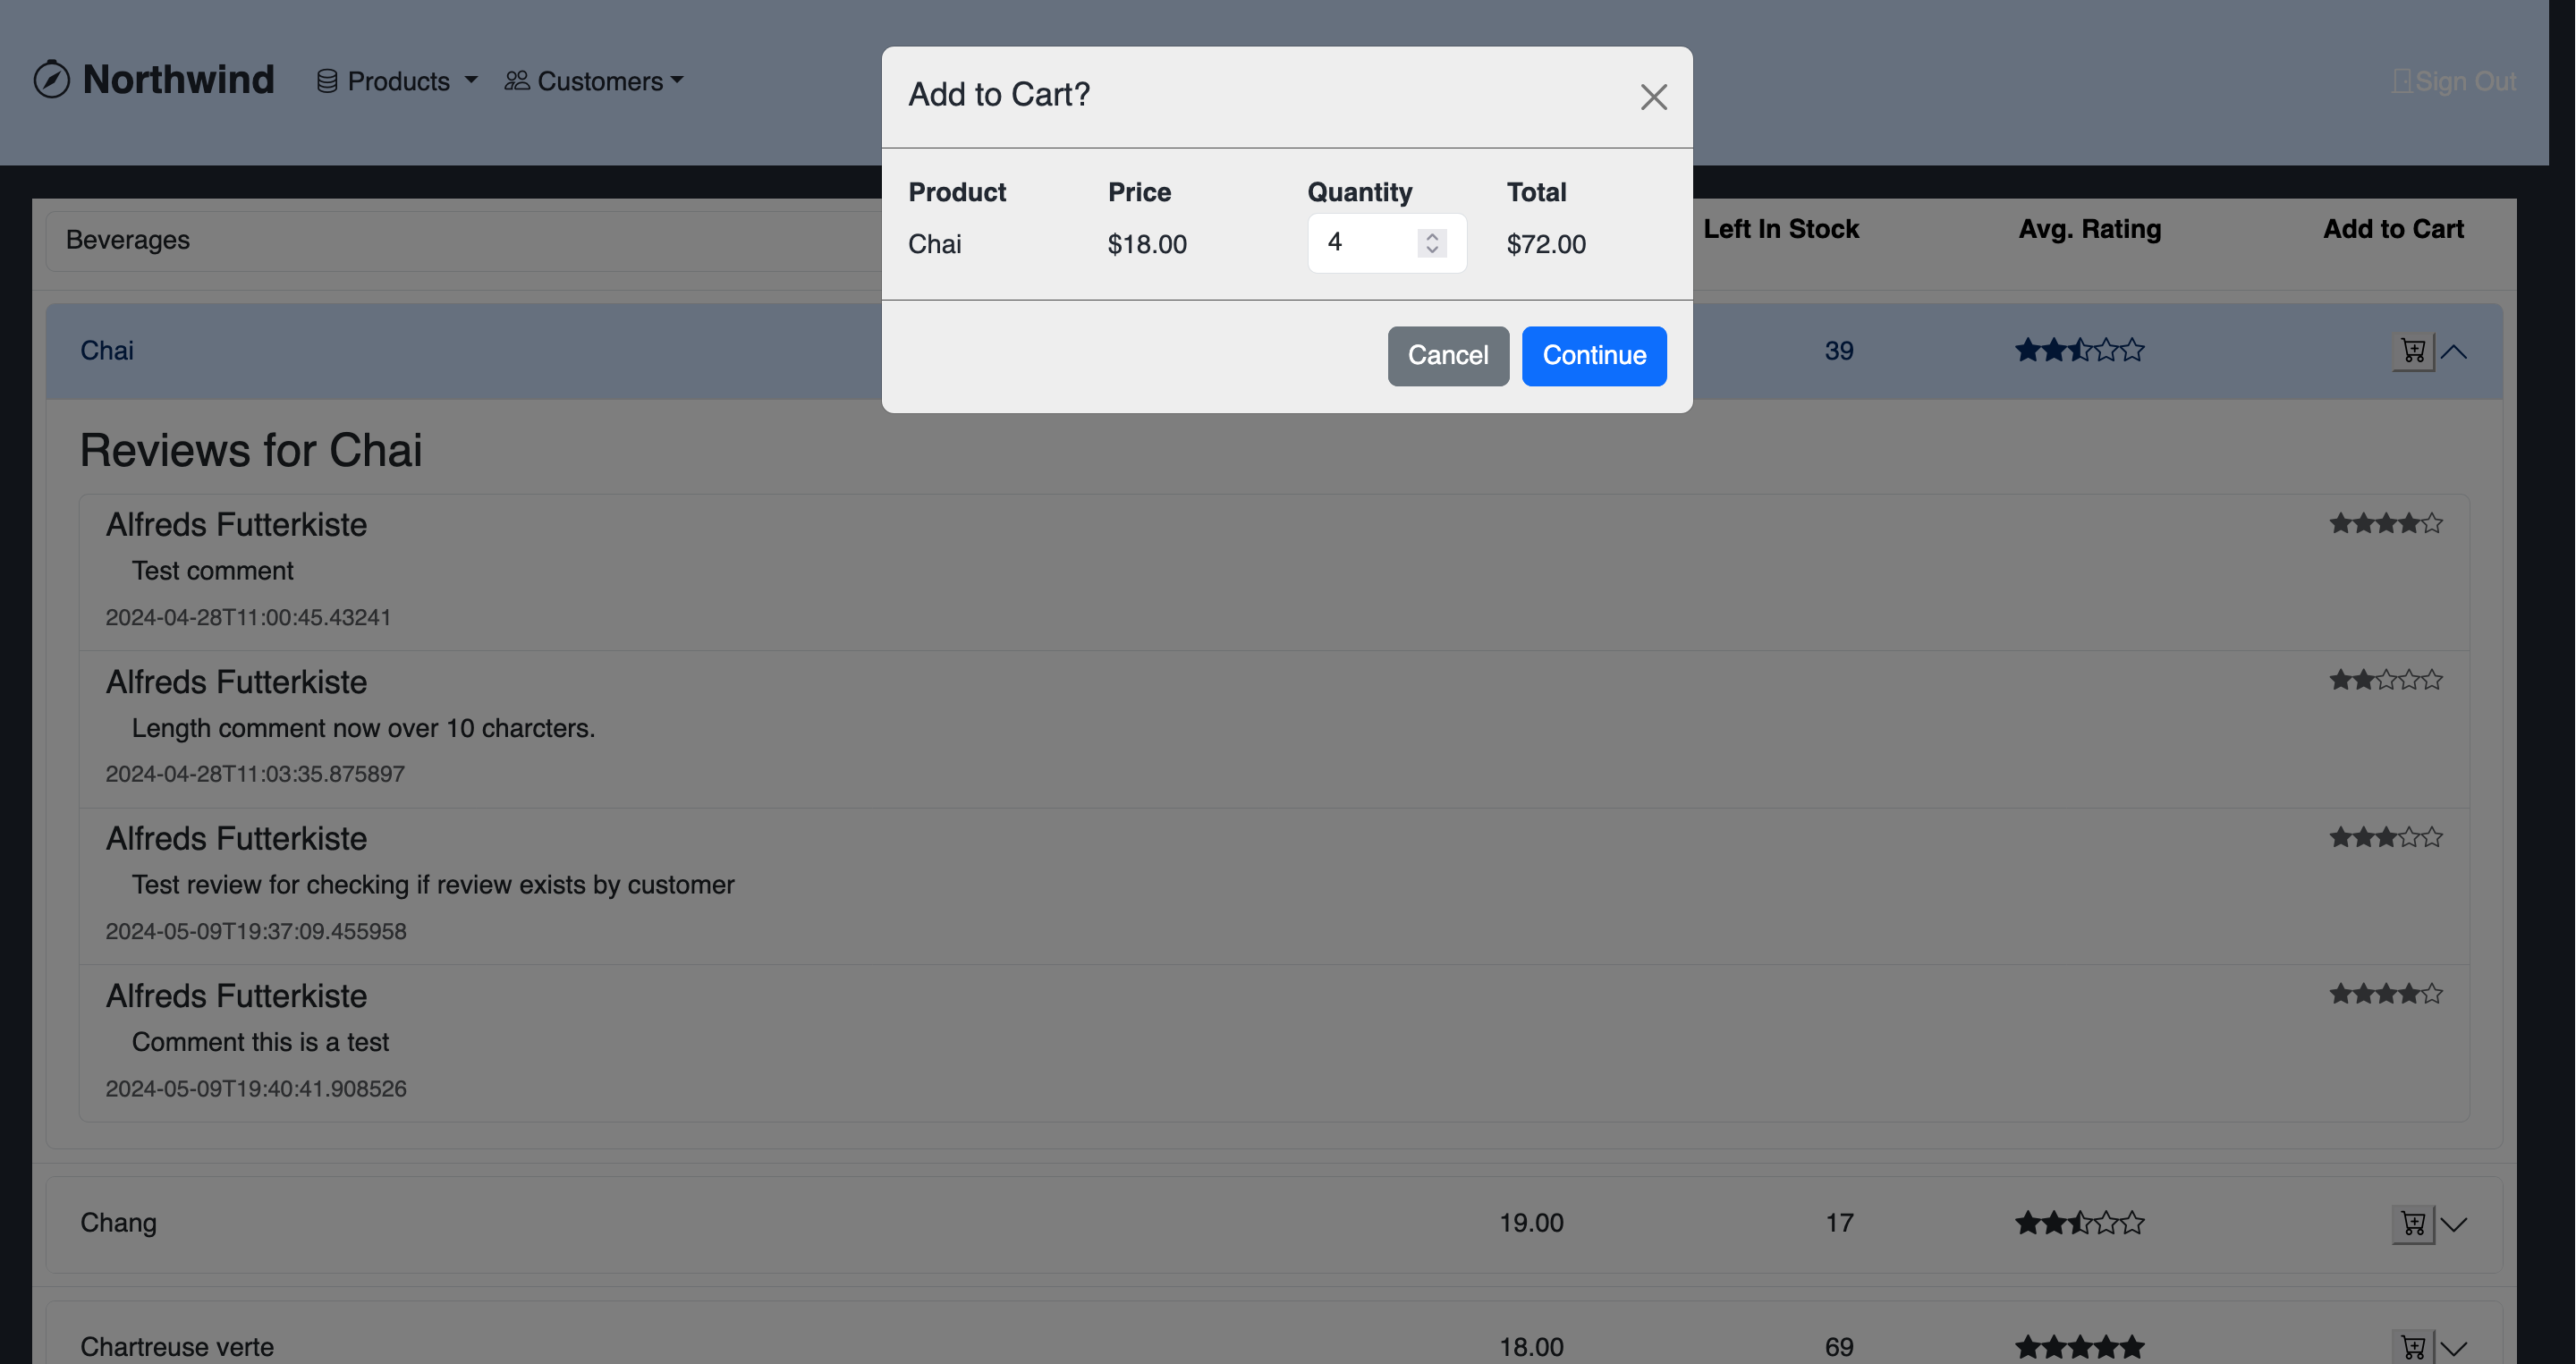 Northwind Products Customers Sign Out
Add to Cart?
Product Price Quantity Total
Chai $18.00 4 $72.00
Cancel Continue
Beverages Left In Stock Avg. Rating Add to Cart
Chai 39
Reviews for Chai
Alfreds Futterkiste
Test comment
2024-04-28T11:00:45.43241
Alfreds Futterkiste
Length comment now over 10 charcters.
2024-04-28T11:03:35.875897
Alfreds Futterkiste
Test review for checking if review exists by customer
2024-05-09T19:37:09.455958
Alfreds Futterkiste
Comment this is a test
2024-05-09T19:40:41.908526
Chang 19.00 17
Chartreuse verte 18.00 69